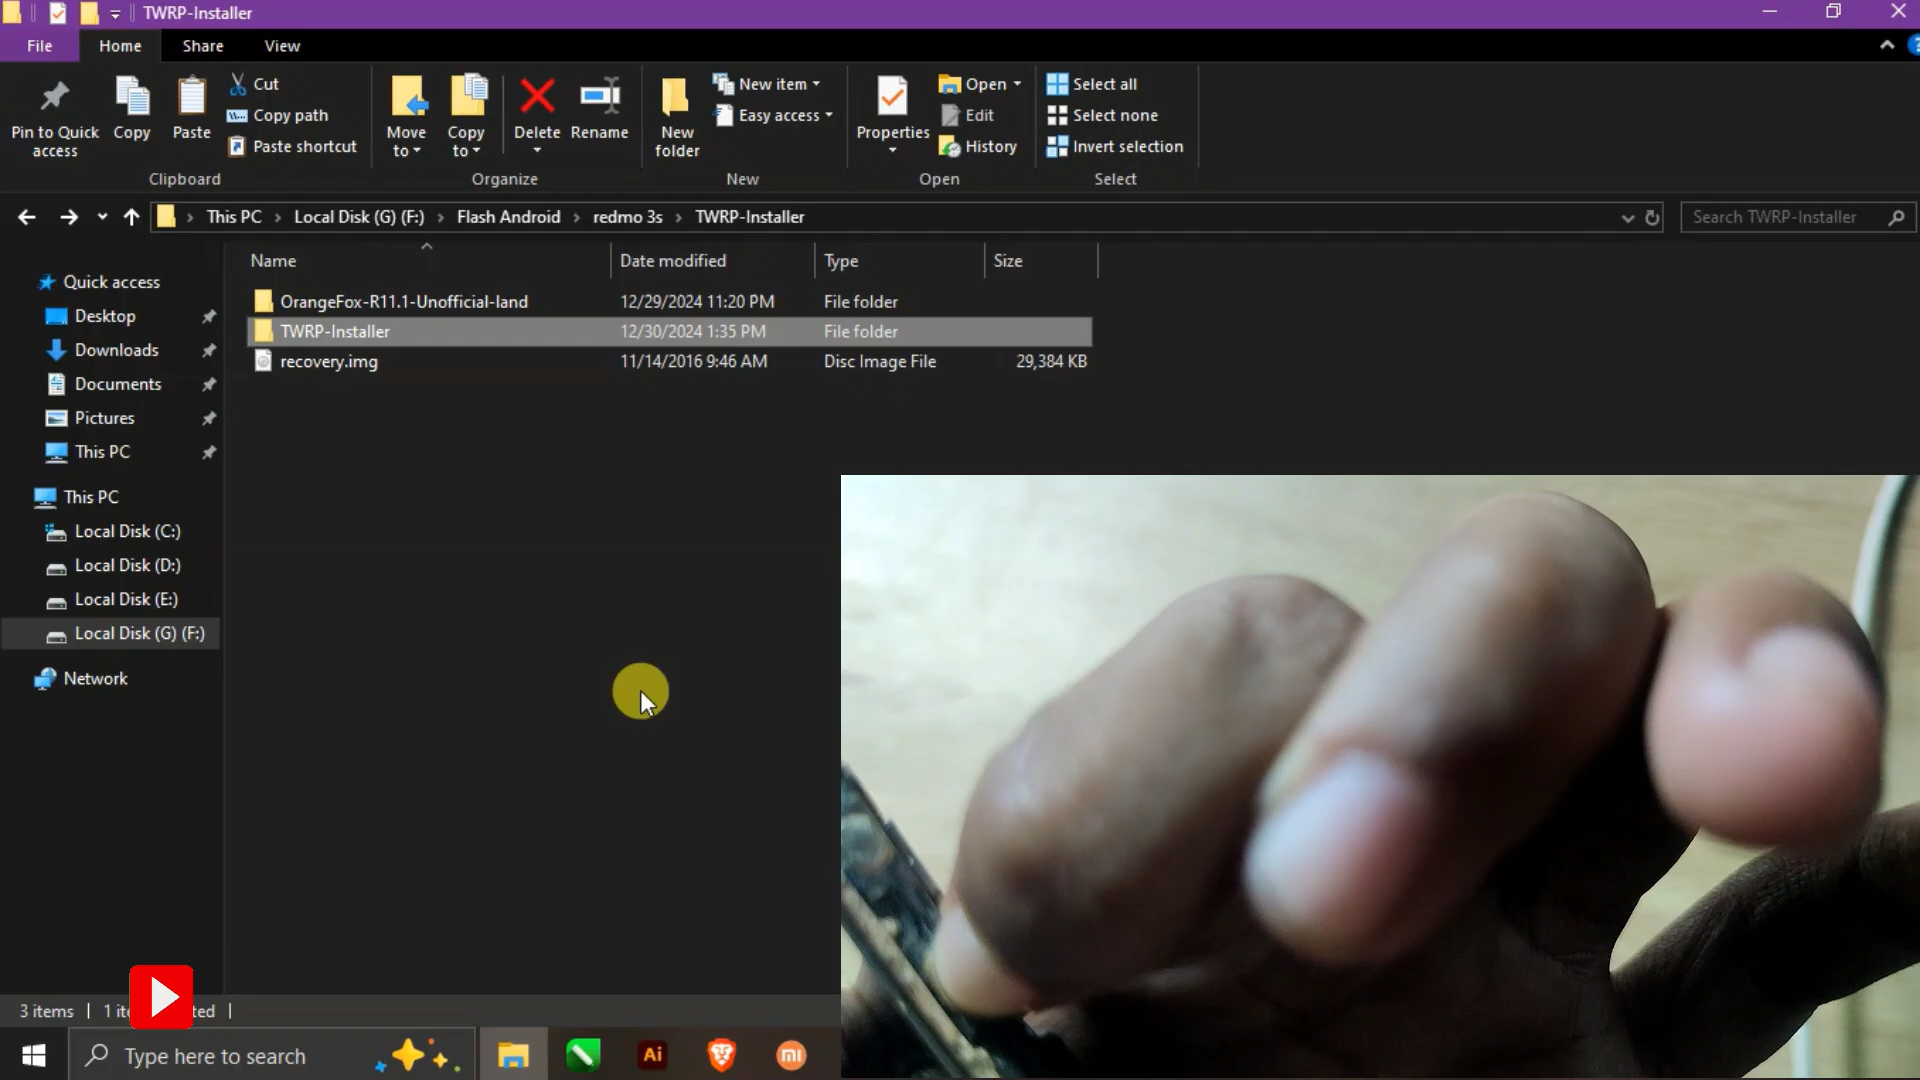 TWRP-Installer
File Home Share View
Pin to Quick access
Copy
Paste
Cut
Copy path
Paste shortcut
Clipboard
Move to
Copy to
Delete
Rename
Organize
New folder
New item
Easy access
New
Properties
Open
Edit
History
Open
Select all
Select none
Invert selection
Select
This PC Local Disk (G) (F:) Flash Android redmo 3s TWRP-Installer
Search TWRP-Installer
Name Date modified Type Size
OrangeFox-R11.1-Unofficial-land 12/29/2024 11:20 PM File folder
TWRP-Installer 12/30/2024 1:35 PM File folder
recovery.img 11/14/2016 9:46 AM Disc Image File 29,384 KB
Quick access
Desktop
Downloads
Documents
Pictures
This PC
This PC
Local Disk (C:)
Local Disk (D:)
Local Disk (E:)
Local Disk (G) (F:)
Network
3 items 1
Type here to search
Ai
mi